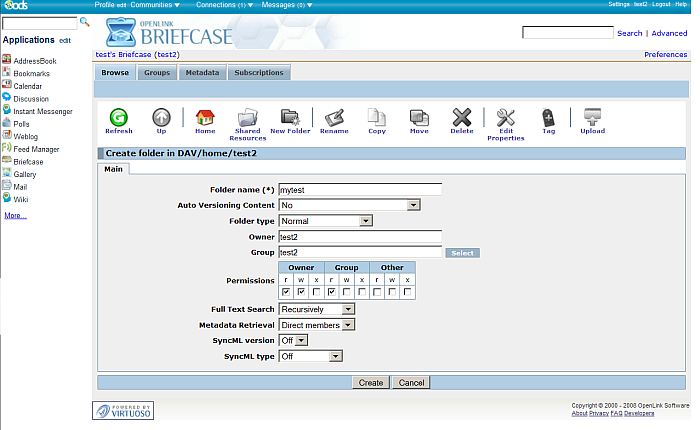 ods
Profile edit Communities ▼ Connections (1) ▼ Messages (0) ▼ Settings test2 Logout Help
Applications edit
AddressBook
Bookmarks
Calendar
Discussion
Instant Messenger
Polls
Weblog
Feed Manager
Briefcase
Gallery
Mail
Wiki
More...
OPENLINK
BRIEFCASE
Search | Advanced
test's Briefcase (test2) Preferences
Browse Groups Metadata Subscriptions
Refresh Up Home Shared Resources New Folder Rename Copy Move Delete Edit Properties Tag Upload
Create folder in DAV/home/test2
Main
Folder name (*) mytest
Auto Versioning Content No
Folder type Normal
Owner test2
Group test2 Select
Owner Group Other
r w x r w x r w x
Permissions
Full Text Search Recursively
Metadata Retrieval Direct members
SyncML version Off
SyncML type Off
Create Cancel
POWERED BY
VIRTUOSO
Copyright © 2000 - 2008 OpenLink Software
About Privacy FAQ Developers